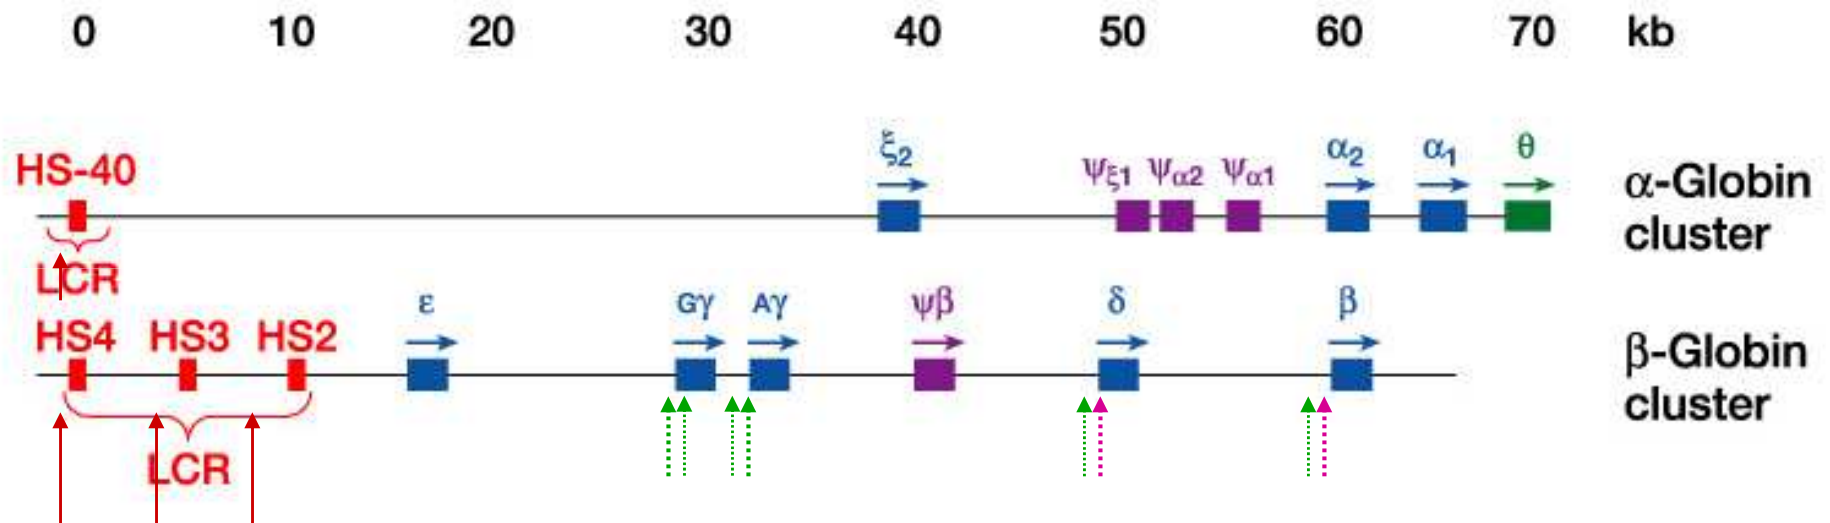 0 10 20 30 40 50 60 70 kb
HS-40 ξ2 ψξ1 ψα2 ψα1 α2 α1 θ α-Globin cluster
LCR
HS4 HS3 HS2 ε Gγ Aγ ψβ δ β β-Globin cluster
LCR